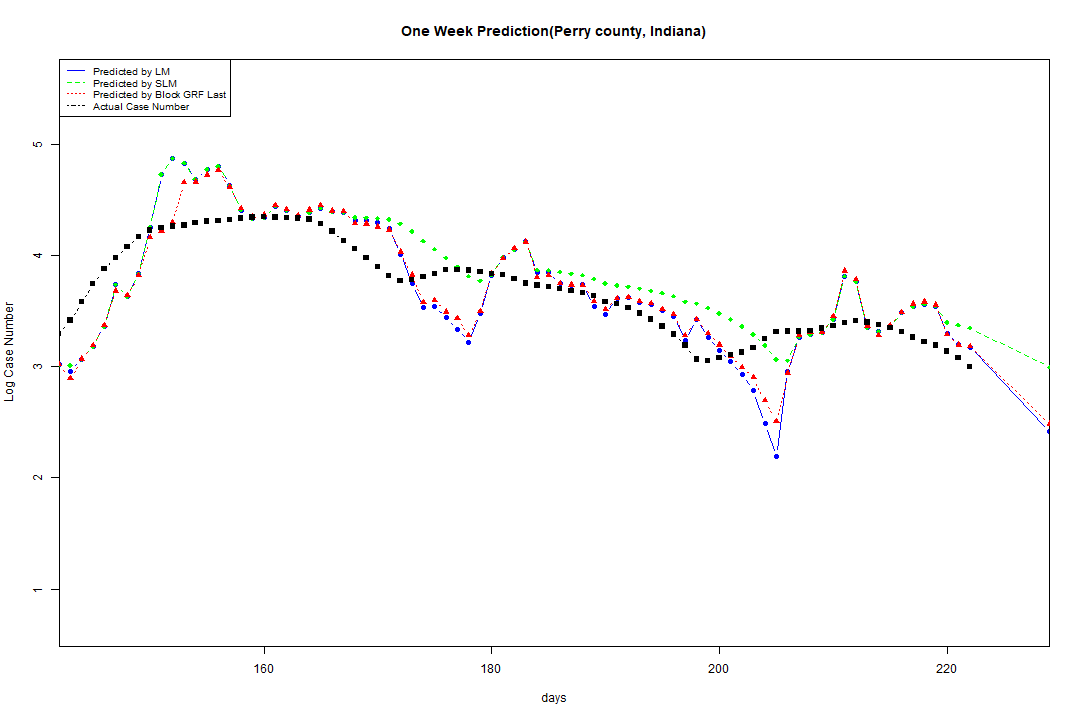 One Week Prediction(Perry county, Indiana)
Predicted by LM
Predicted by SLM
Predicted by Block GRF Last
Actual Case Number
5
4
3
2
1
Log Case Number
160 180 200 220
days